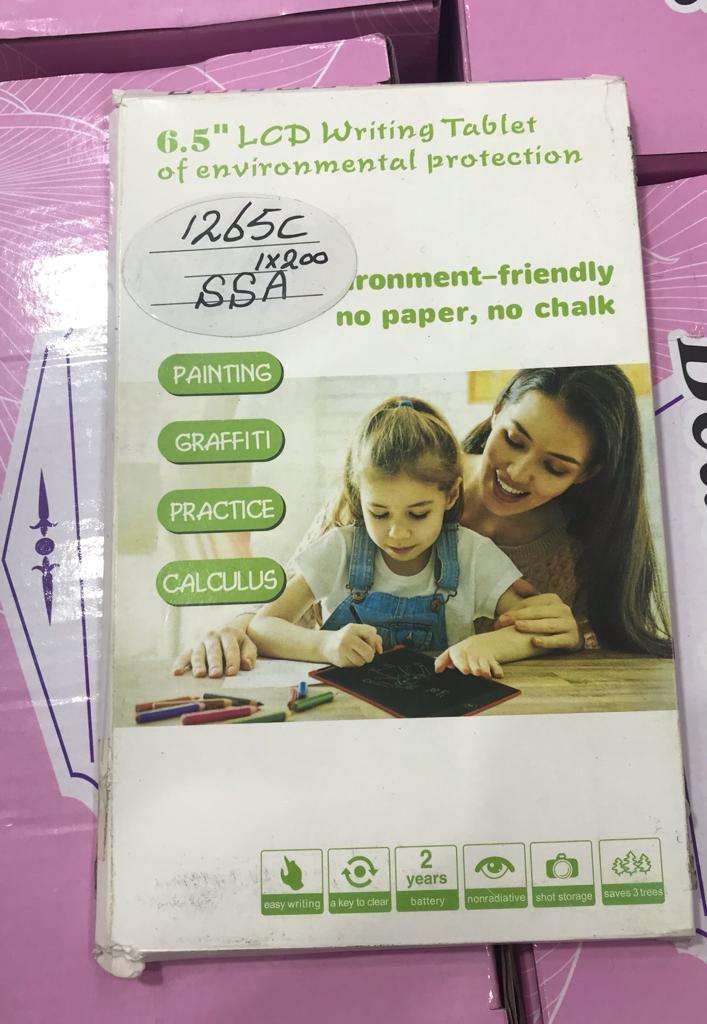 6.5" LCD Writing Tablet
of environmental protection
1265C
1x200
SSA
ronment-friendly
no paper, no chalk
PAINTING
GRAFFITI
PRACTICE
CALCULUS
easy writing
a key to clear
2
years
battery
nonradiative
shot storage
saves 3 trees